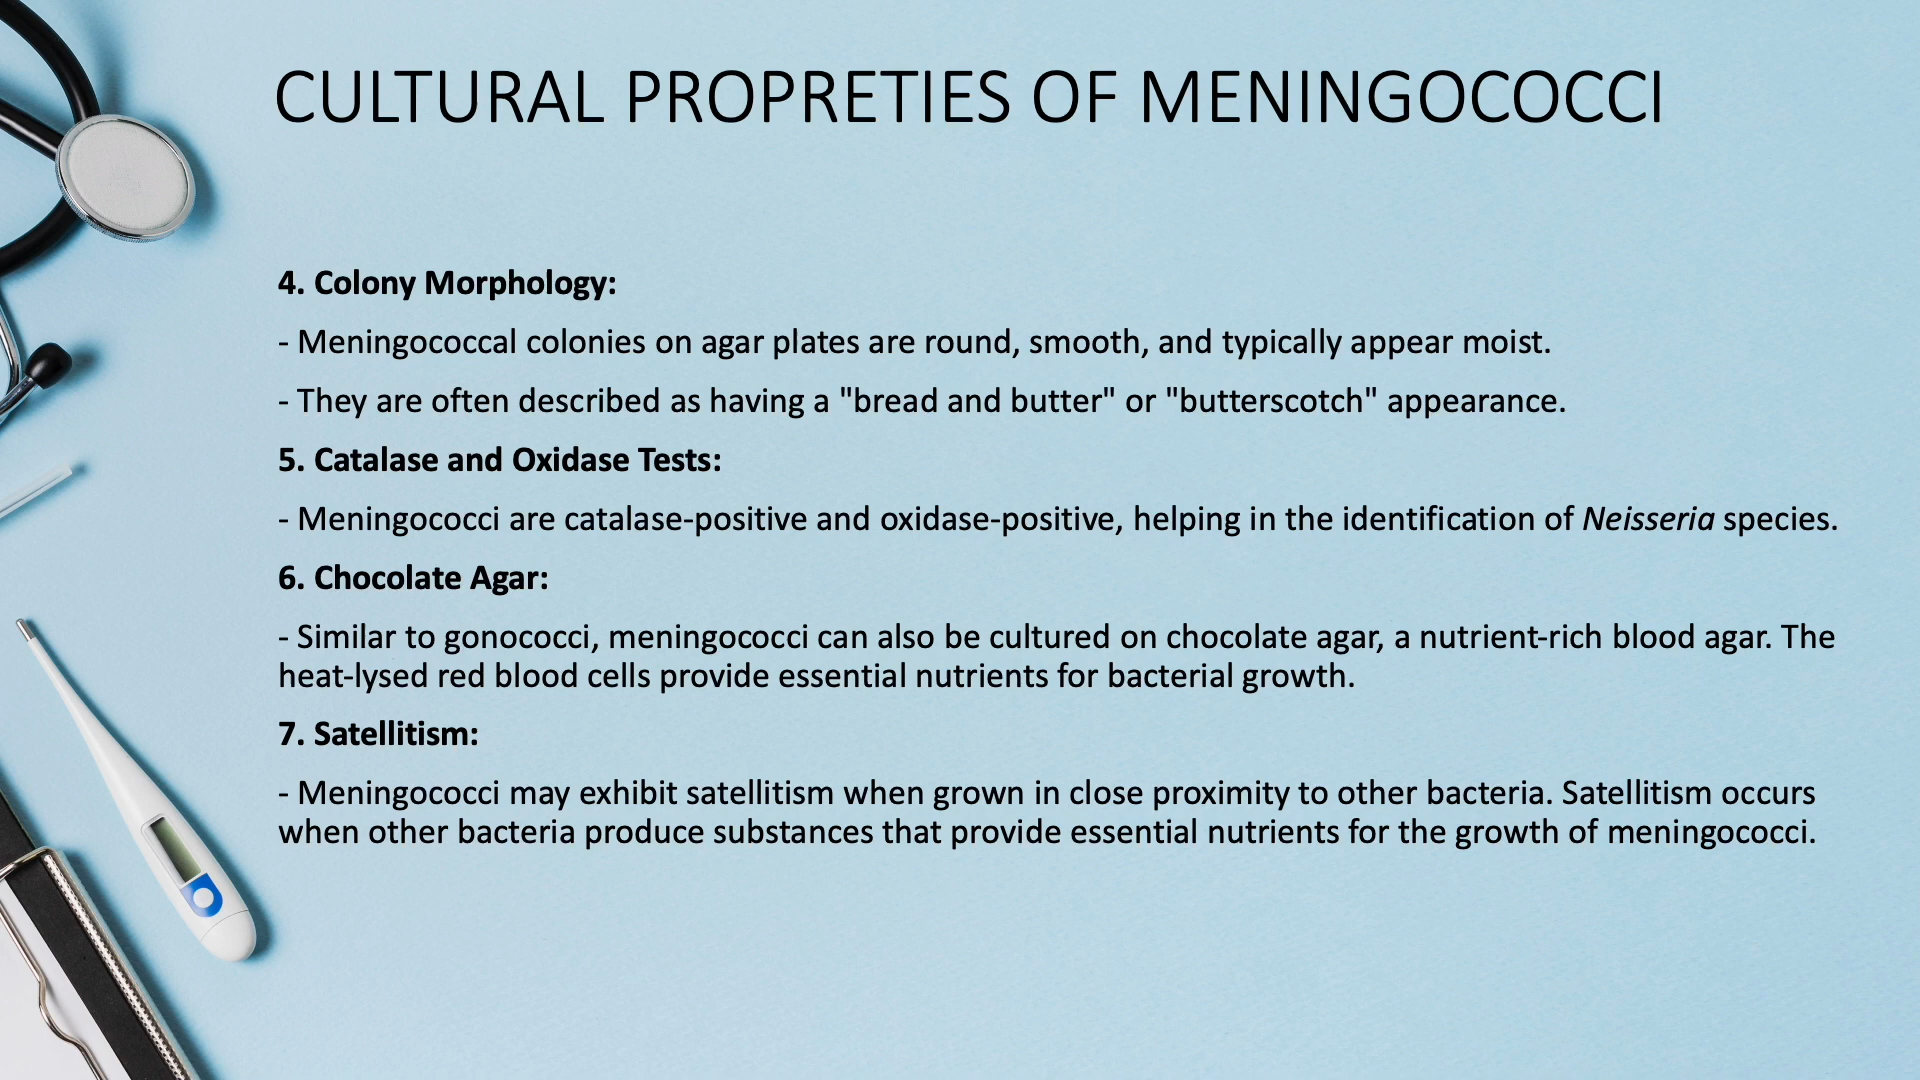 CULTURAL PROPRETIES OF MENINGOCOCCI
4. Colony Morphology:
- Meningococcal colonies on agar plates are round, smooth, and typically appear moist.
- They are often described as having a "bread and butter" or "butterscotch" appearance.
5. Catalase and Oxidase Tests:
- Meningococci are catalase-positive and oxidase-positive, helping in the identification of Neisseria species.
6. Chocolate Agar:
- Similar to gonococci, meningococci can also be cultured on chocolate agar, a nutrient-rich blood agar. The
heat-lysed red blood cells provide essential nutrients for bacterial growth.
7. Satellitism:
- Meningococci may exhibit satellitism when grown in close proximity to other bacteria. Satellitism occurs
when other bacteria produce substances that provide essential nutrients for the growth of meningococci.